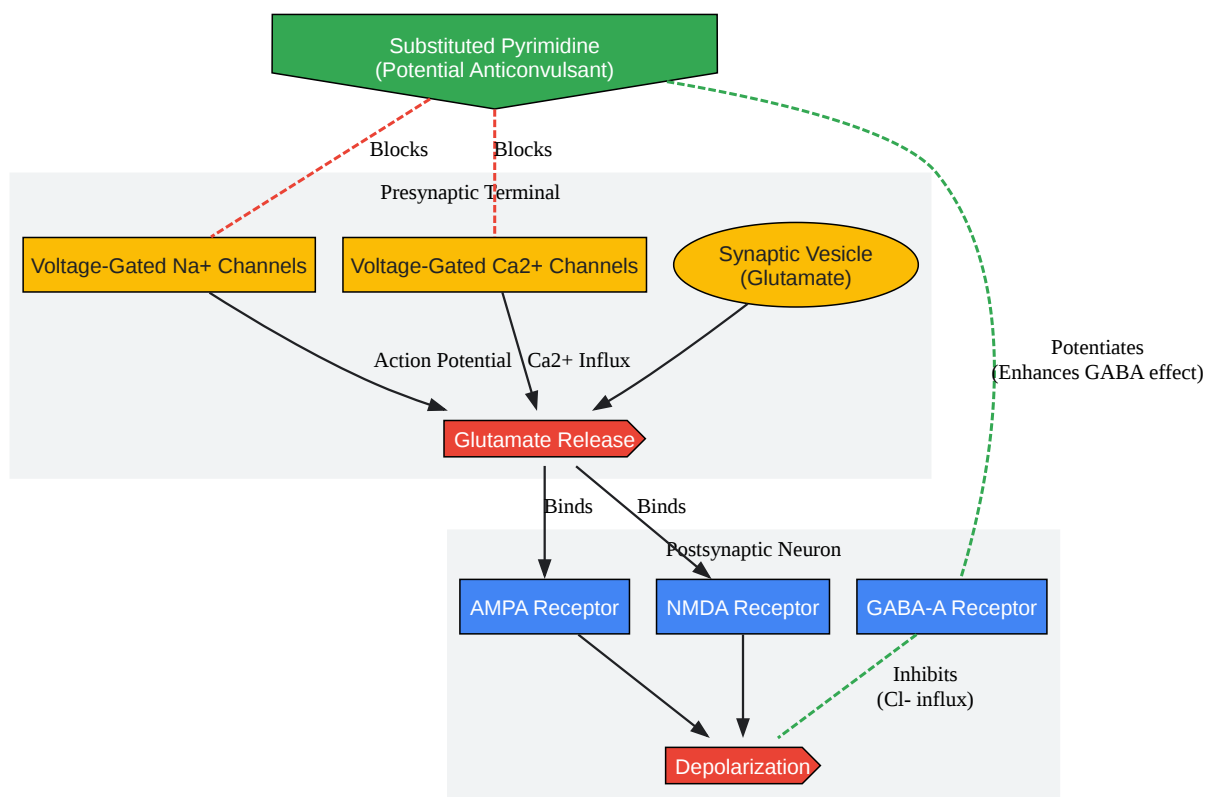 Substituted Pyrimidine
(Potential Anticonvulsant)
Blocks
Blocks
Presynaptic Terminal
Voltage-Gated Na+ Channels
Voltage-Gated Ca2+ Channels
Synaptic Vesicle
(Glutamate)
Action Potential
Ca2+ Influx
Potentiates
(Enhances GABA effect)
Glutamate Release
Binds
Binds
Postsynaptic Neuron
AMPA Receptor
NMDA Receptor
GABA-A Receptor
Inhibits
(Cl- influx)
Depolarization